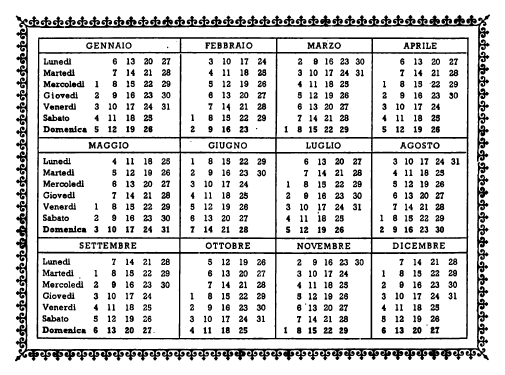 GENNAIO FEBBRAIO MARZO APRILE
Lunedì 6 13 20 27 3 10 17 24 2 9 16 23 30 6 13 20 27
Martedì 7 14 21 28 4 11 18 25 3 10 17 24 31 7 14 21 28
Mercoledì 1 8 15 22 29 5 12 19 26 4 11 18 25 1 8 15 22 29
Giovedì 2 9 16 23 30 6 13 20 27 5 12 19 26 2 9 16 23 30
Venerdì 3 10 17 24 31 7 14 21 28 6 13 20 27 3 10 17 24
Sabato 4 11 18 25 1 8 15 22 29 7 14 21 28 4 11 18 25
Domenica 5 12 19 26 2 9 16 23 1 8 15 22 29 5 12 19 26
MAGGIO GIUGNO LUGLIO AGOSTO
Lunedì 4 11 18 25 1 8 15 22 29 6 13 20 27 3 10 17 24 31
Martedì 5 12 19 26 2 9 16 23 30 7 14 21 28 4 11 18 25
Mercoledì 6 13 20 27 3 10 17 24 1 8 15 22 29 5 12 19 26
Giovedì 7 14 21 28 4 11 18 25 2 9 16 23 30 6 13 20 27
Venerdì 1 8 15 22 29 5 12 19 26 3 10 17 24 31 7 14 21 28
Sabato 2 9 16 23 30 6 13 20 27 4 11 18 25 1 8 15 22 29
Domenica 3 10 17 24 31 7 14 21 28 5 12 19 26 2 9 16 23 30
SETTEMBRE OTTOBRE NOVEMBRE DICEMBRE
Lunedì 7 14 21 28 5 12 19 26 2 9 16 23 30 7 14 21 28
Martedì 1 8 15 22 29 6 13 20 27 3 10 17 24 1 8 15 22 29
Mercoledì 2 9 16 23 30 7 14 21 28 4 11 18 25 2 9 16 23 30
Giovedì 3 10 17 24 1 8 15 22 29 5 12 19 26 3 10 17 24 31
Venerdì 4 11 18 25 2 9 16 23 30 6 13 20 27 4 11 18 25
Sabato 5 12 19 26 3 10 17 24 31 7 14 21 28 5 12 19 26
Domenica 6 13 20 27 4 11 18 25 1 8 15 22 29 6 13 20 27